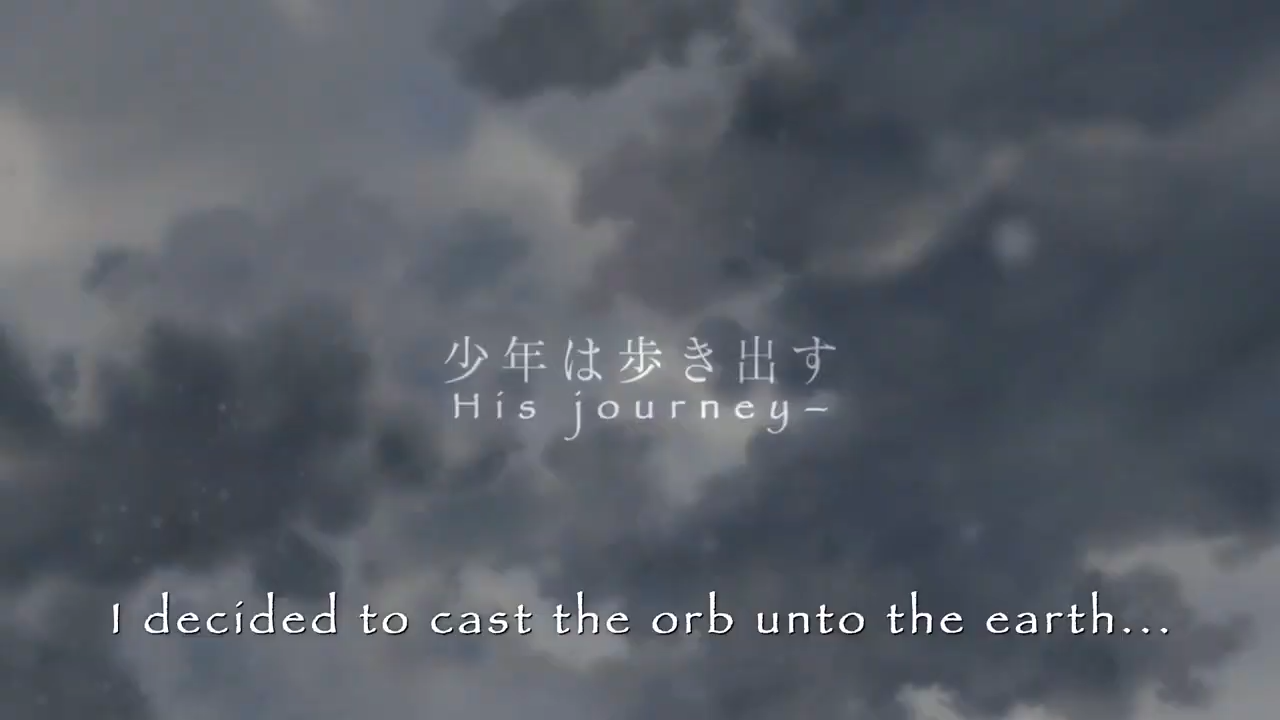 少年は歩き出す
His journey~
I decided to cast the orb unto the earth...